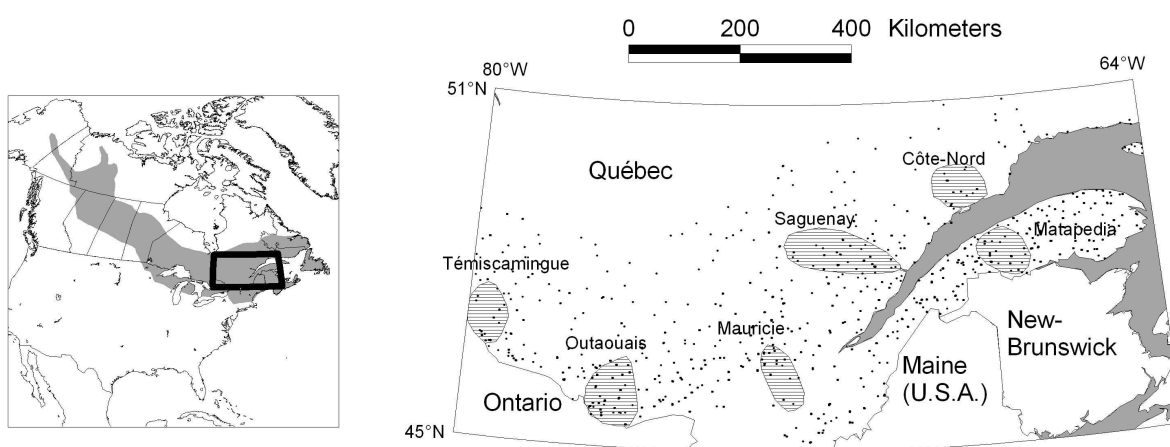 0 200 400 Kilometers
80°W
64°W
51°N
Québec
Côte-Nord
Saguenay
Matapedia
Témiscamingue
Mauricie
Outaouais
New-
Brunswick
Maine
(U.S.A.)
Ontario
45°N